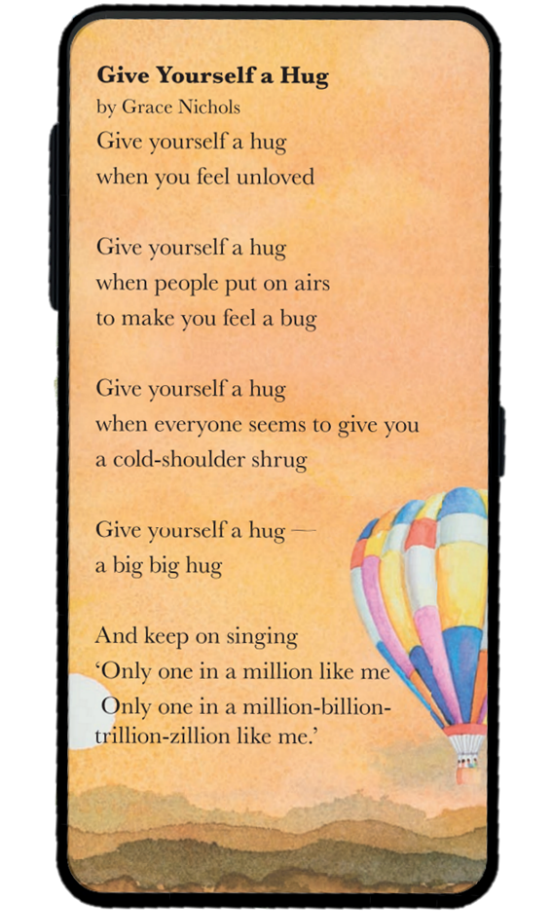 Give Yourself a Hug
by Grace Nichols
Give yourself a hug
when you feel unloved
Give yourself a hug
when people put on airs
to make you feel a bug
Give yourself a hug
when everyone seems to give you
a cold-shoulder shrug
Give yourself a hug —
a big big hug
And keep on singing
‘Only one in a million like me
Only one in a million-billion-
trillion-zillion like me.’